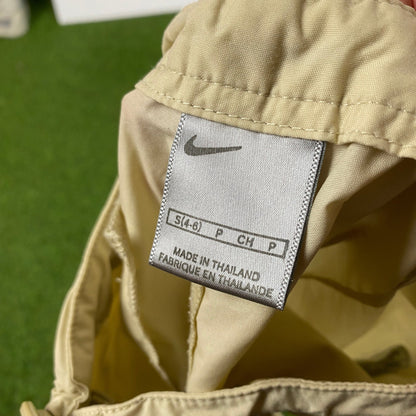 S(4-6) P CH P
MADE IN THAILAND
FABRIQUE EN THAILANDE